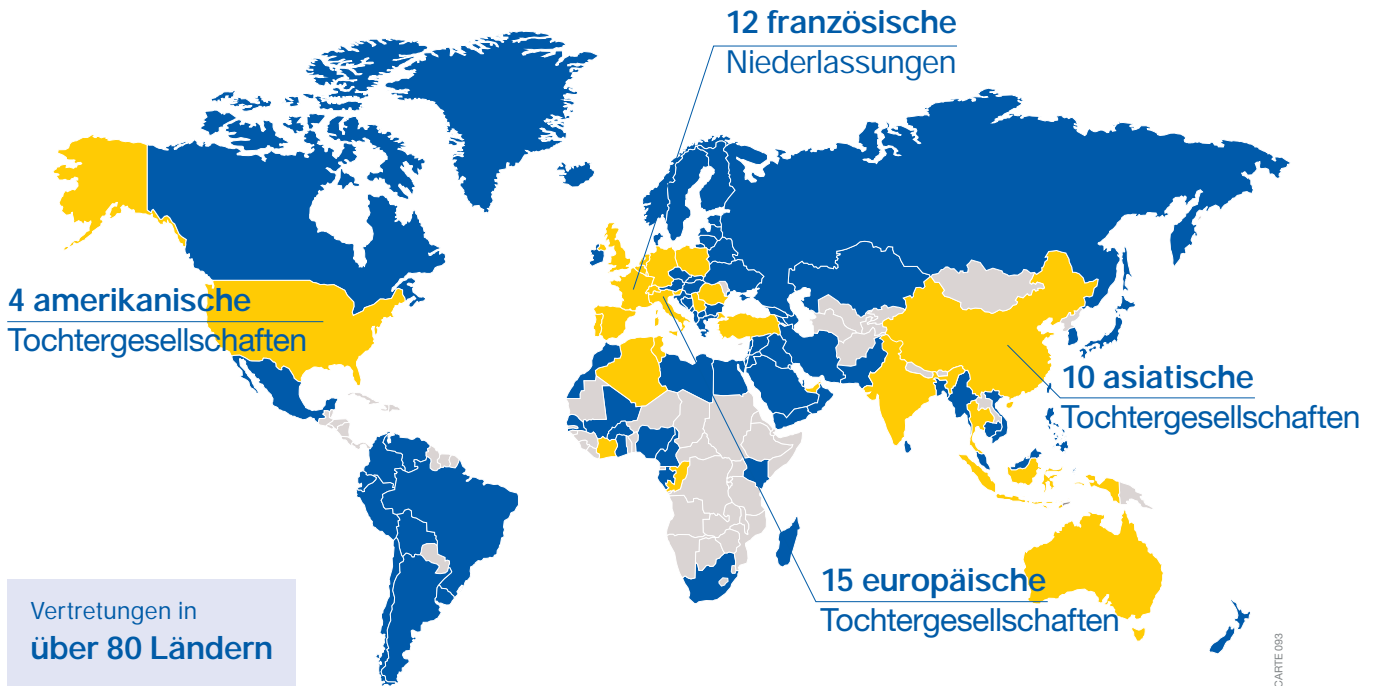 12 französische
Niederlassungen
4 amerikanische
Tochtergesellschaften
10 asiatische
Tochtergesellschaften
15 europäische
Tochtergesellschaften
Vertretungen in
über 80 Ländern
CARTE 093